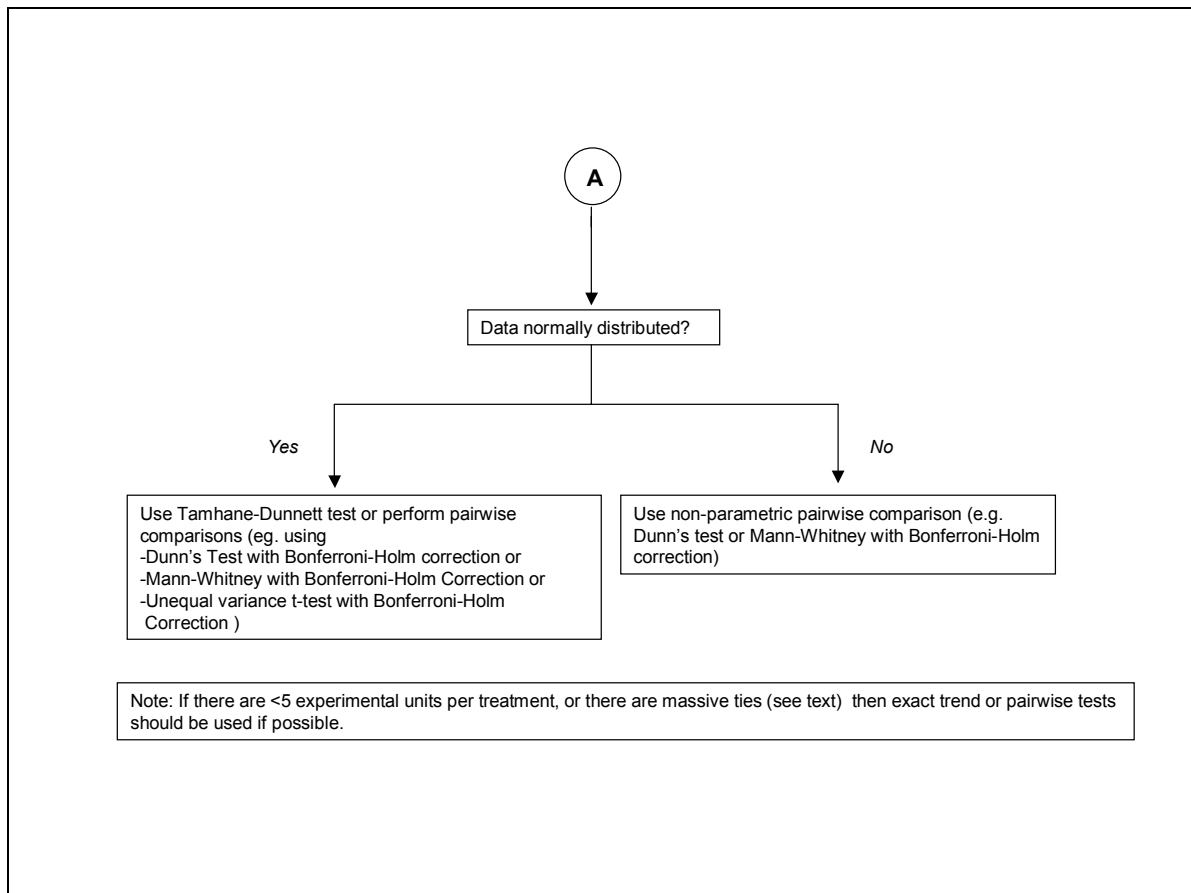 A
Data normally distributed?
Yes
No
Use Tamhane-Dunnett test or perform pairwise
comparisons (eg. using
-Dunn's Test with Bonferroni-Holm correction or
-Mann-Whitney with Bonferroni-Holm Correction or
-Unequal variance t-test with Bonferroni-Holm
Correction )
Use non-parametric pairwise comparison (e.g.
Dunn's test or Mann-Whitney with Bonferroni-Holm
correction)
Note: If there are <5 experimental units per treatment, or there are massive ties (see text) then exact trend or pairwise tests
should be used if possible.